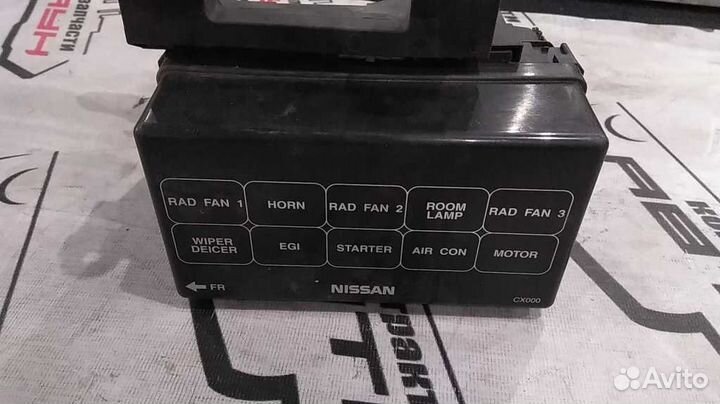 запчасти
RAD FAN 1
HORN
RAD FAN 2
ROOM
LAMP
RAD FAN 3
WIPER
DEICER
EGI
STARTER
AIR CON
MOTOR
← FR
NISSAN
CX000
Avito